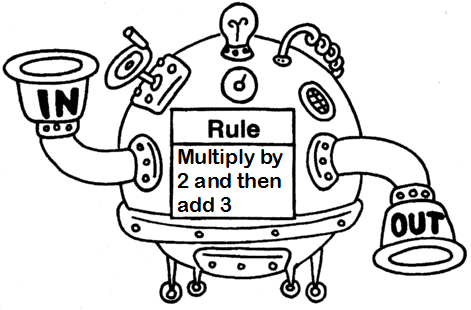 IN
Rule
Multiply by
2 and then
add 3
OUT